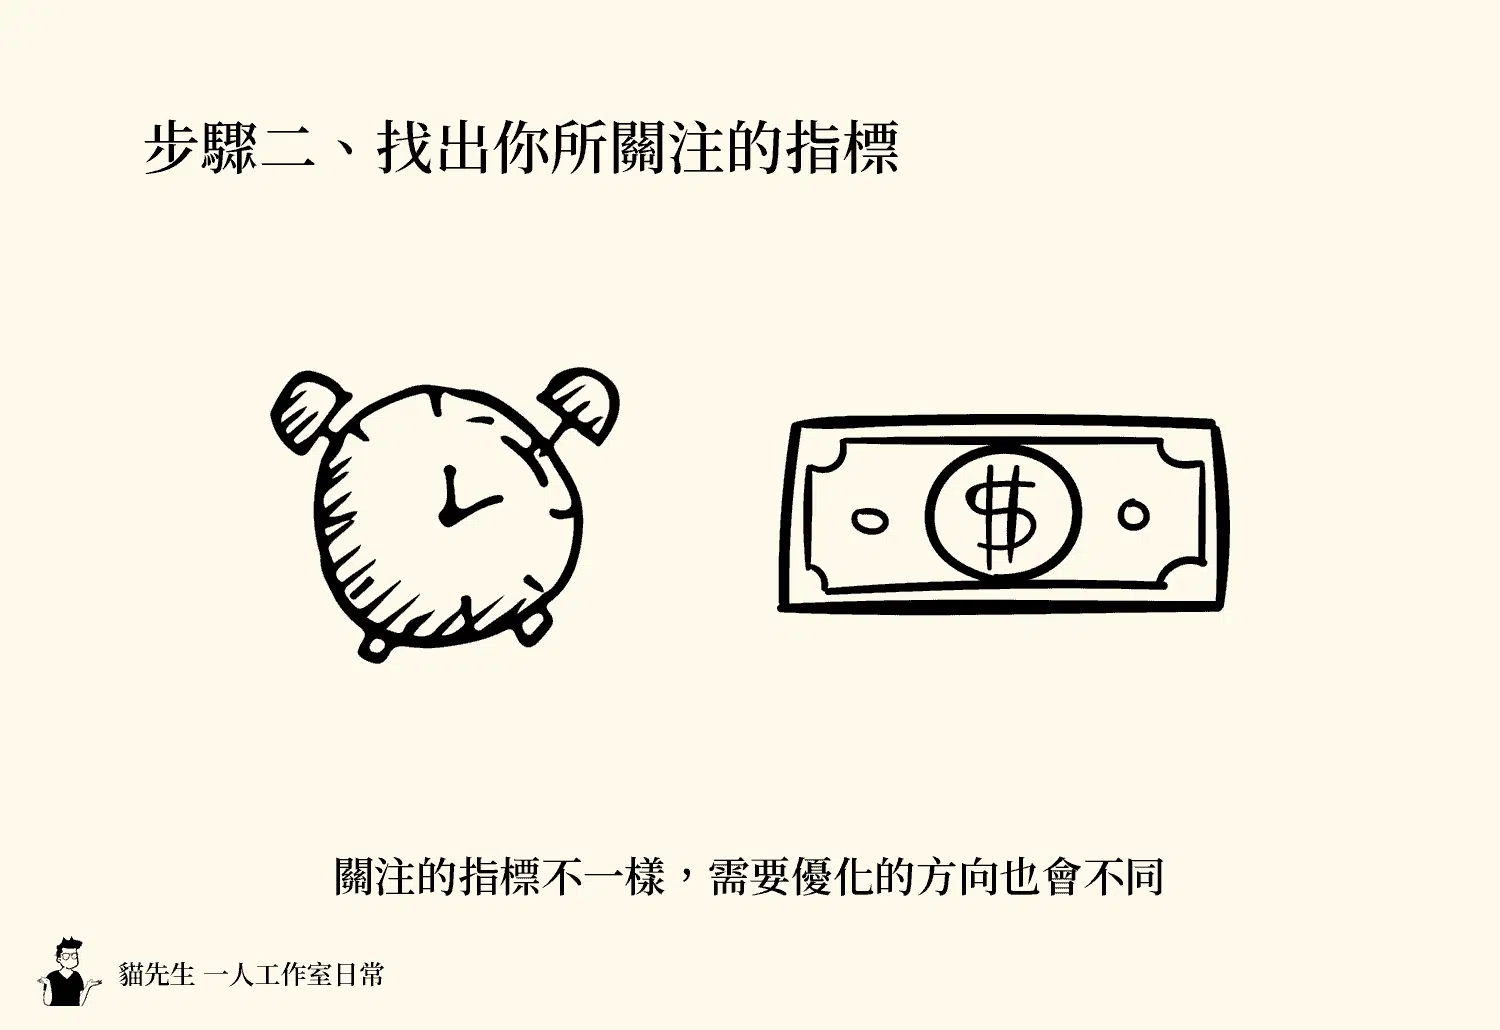 步驟二、找出你所關注的指標
$
關注的指標不一樣，需要優化的方向也會不同
貓先生 一人工作室日常